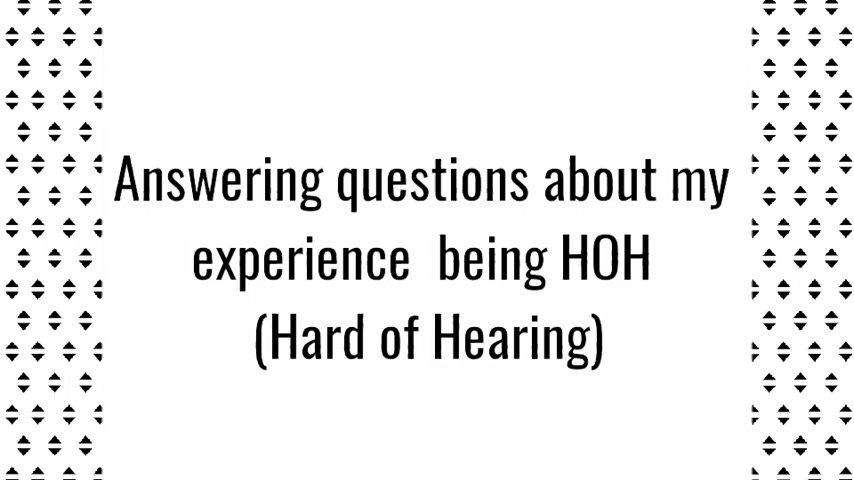 Answering questions about my
experience  being HOH
(Hard of Hearing)